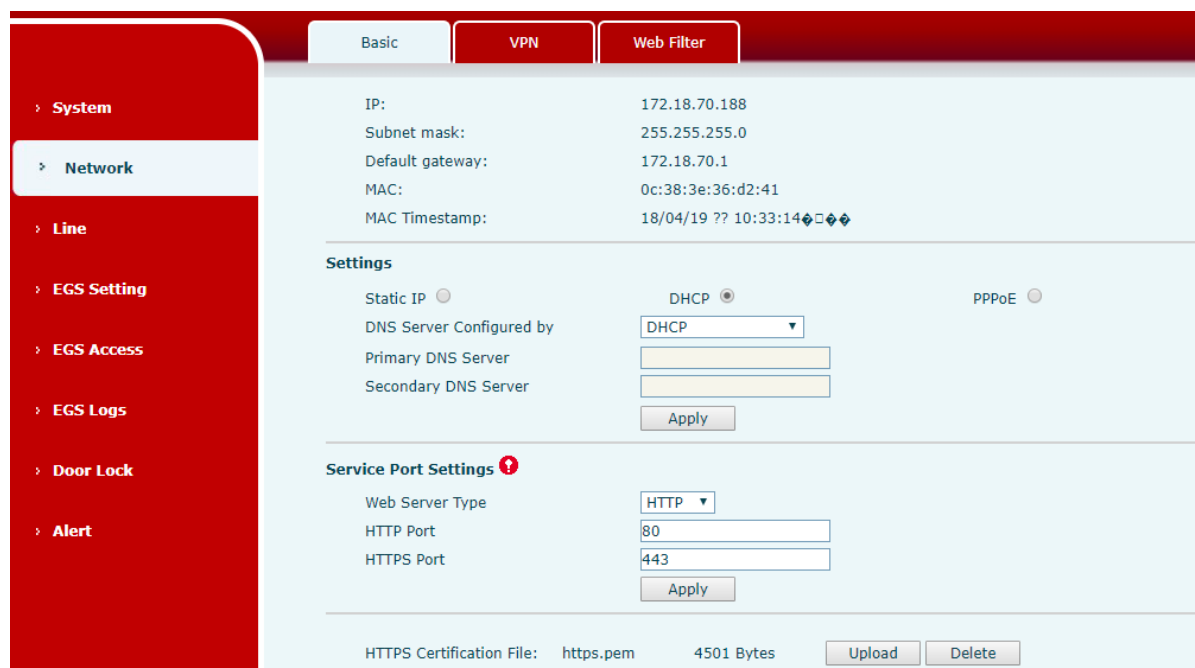 Basic VPN Web Filter
System
Network
Line
EGS Setting
EGS Access
EGS Logs
Door Lock
Alert
IP: 172.18.70.188
Subnet mask: 255.255.255.0
Default gateway: 172.18.70.1
MAC: 0c:38:3e:36:d2:41
MAC Timestamp: 18/04/19 ?? 10:33:14�□��
Settings
Static IP DHCP PPPoE
DNS Server Configured by DHCP
Primary DNS Server
Secondary DNS Server
Apply
Service Port Settings
Web Server Type HTTP
HTTP Port 80
HTTPS Port 443
Apply
HTTPS Certification File: https.pem 4501 Bytes Upload Delete